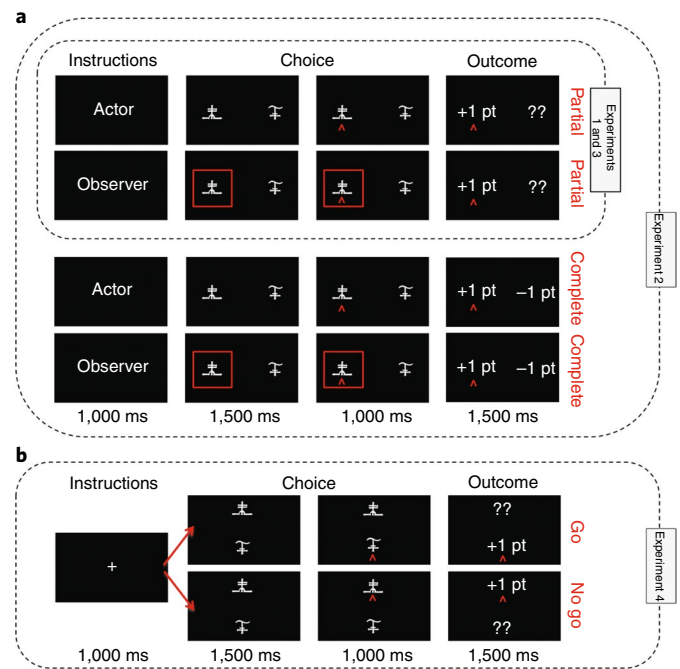 a
Instructions Choice Outcome
Actor +1 pt ?? Partial
^ ^
Observer +1 pt ?? Partial
^ ^
Experiments
1 and 3
Actor +1 pt −1 pt Complete
^ ^
Observer +1 pt −1 pt Complete
^ ^
Experiment 2
1,000 ms 1,500 ms 1,000 ms 1,500 ms
b
Instructions Choice Outcome
+
?? Go
+1 pt
^ ^
+1 pt No go
^ ^
??
Experiment 4
1,000 ms 1,500 ms 1,000 ms 1,500 ms